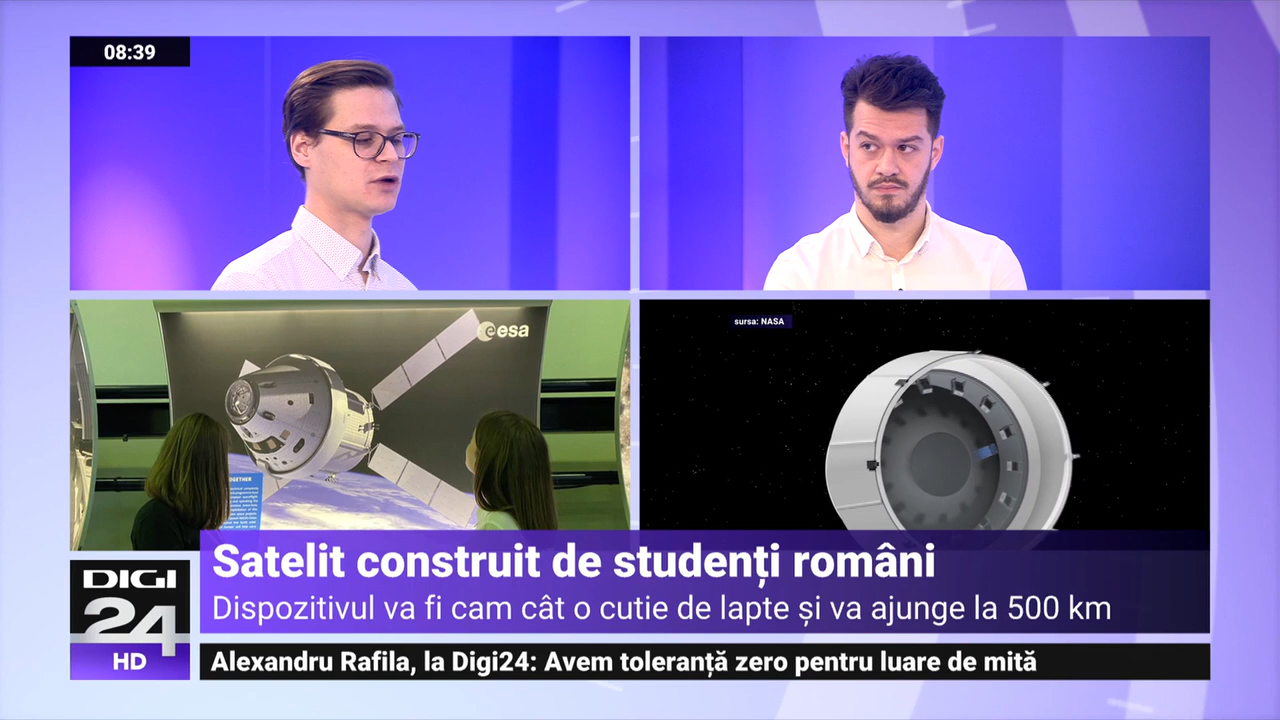 08:39
esa
sursa: NASA
TOGETHER
Satelit construit de studenți români
Dispozitivul va fi cam cât o cutie de lapte și va ajunge la 500 km
DIGI
24
HD
Alexandru Rafila, la Digi24: Avem toleranță zero pentru luare de mită